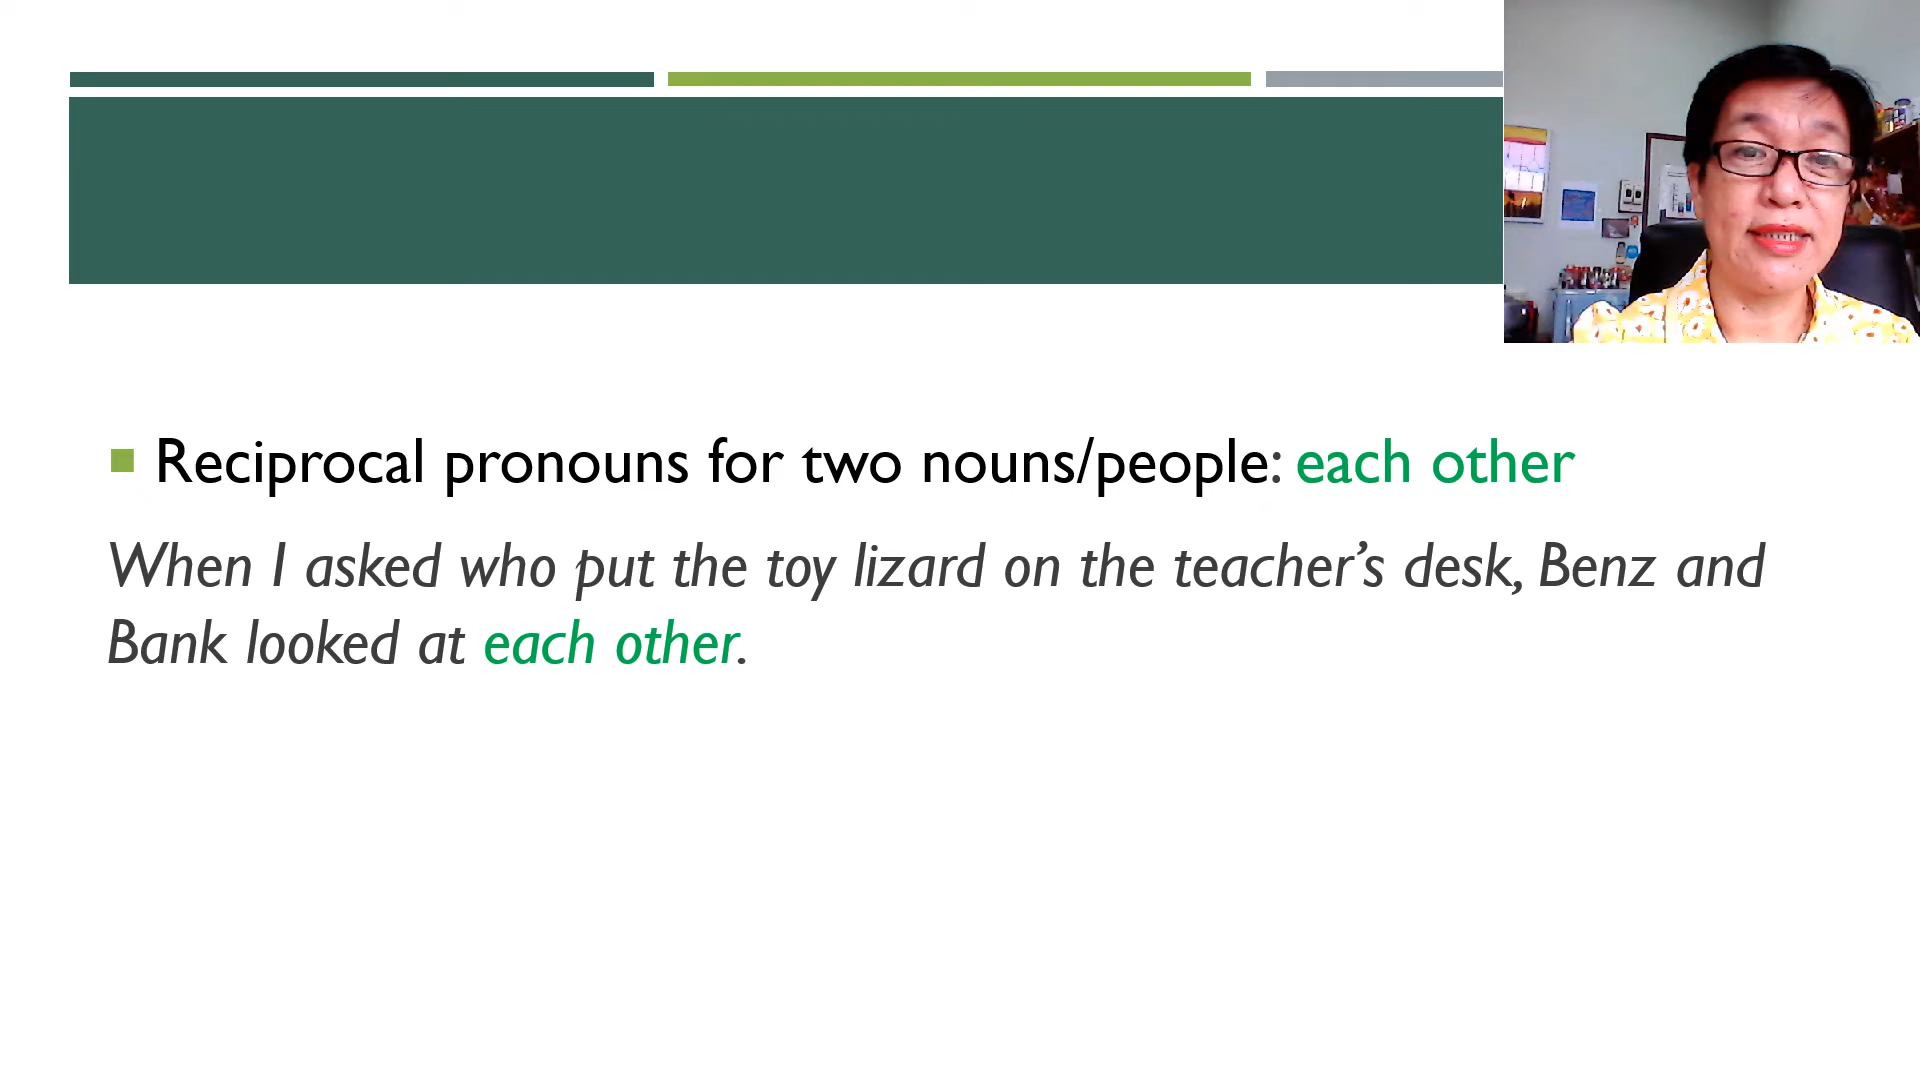 Reciprocal pronouns for two nouns/people: each other
When I asked who put the toy lizard on the teacher’s desk, Benz and
Bank looked at each other.